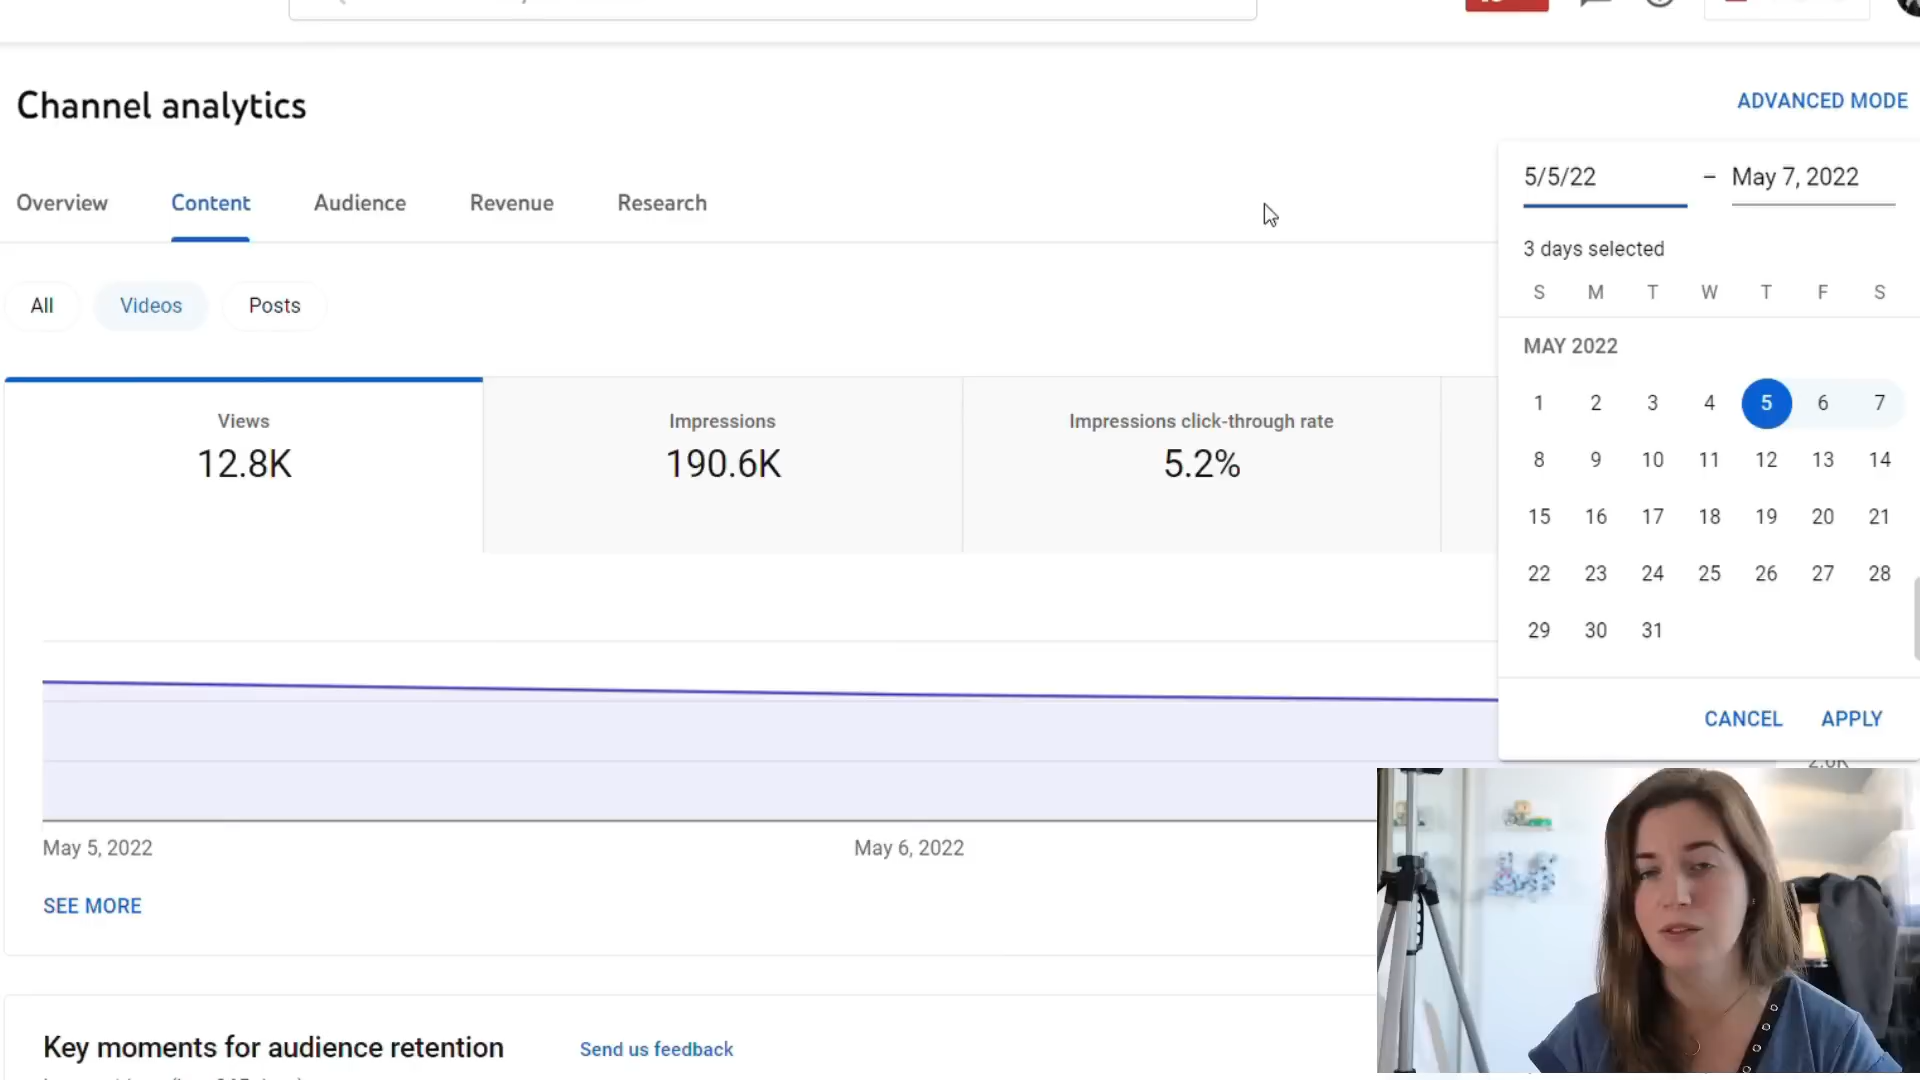 Channel analytics
ADVANCED MODE
Overview
Content
Audience
Revenue
Research
5/5/22 – May 7, 2022
3 days selected
S M T W T F S
MAY 2022
1 2 3 4 5 6 7
8 9 10 11 12 13 14
15 16 17 18 19 20 21
22 23 24 25 26 27 28
29 30 31
CANCEL
APPLY
All
Videos
Posts
Views
12.8K
Impressions
190.6K
Impressions click-through rate
5.2%
May 5, 2022
May 6, 2022
SEE MORE
Key moments for audience retention
Send us feedback